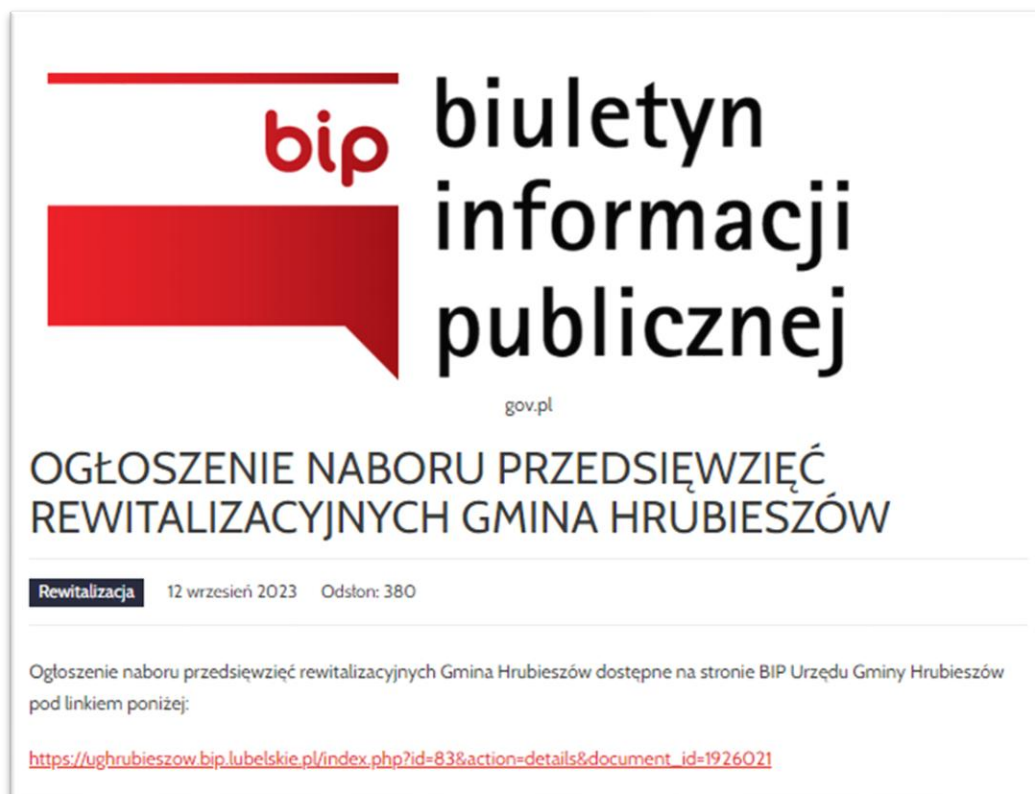 bip
biuletyn
informacji
publicznej
gov.pl
OGŁOSZENIE NABORU PRZEDSIĘWZIĘĆ
REWITALIZACYJNYCH GMINA HRUBIESZÓW
Rewitalizacja 12 wrzesień 2023 Odsłon: 380
Ogłoszenie naboru przedsięwzięć rewitalizacyjnych Gmina Hrubieszów dostępne na stronie BIP Urzędu Gminy Hrubieszów
pod linkiem poniżej:
https://ughrubieszow.bip.lubelskie.pl/index.php?id=83&action=details&document_id=1926021